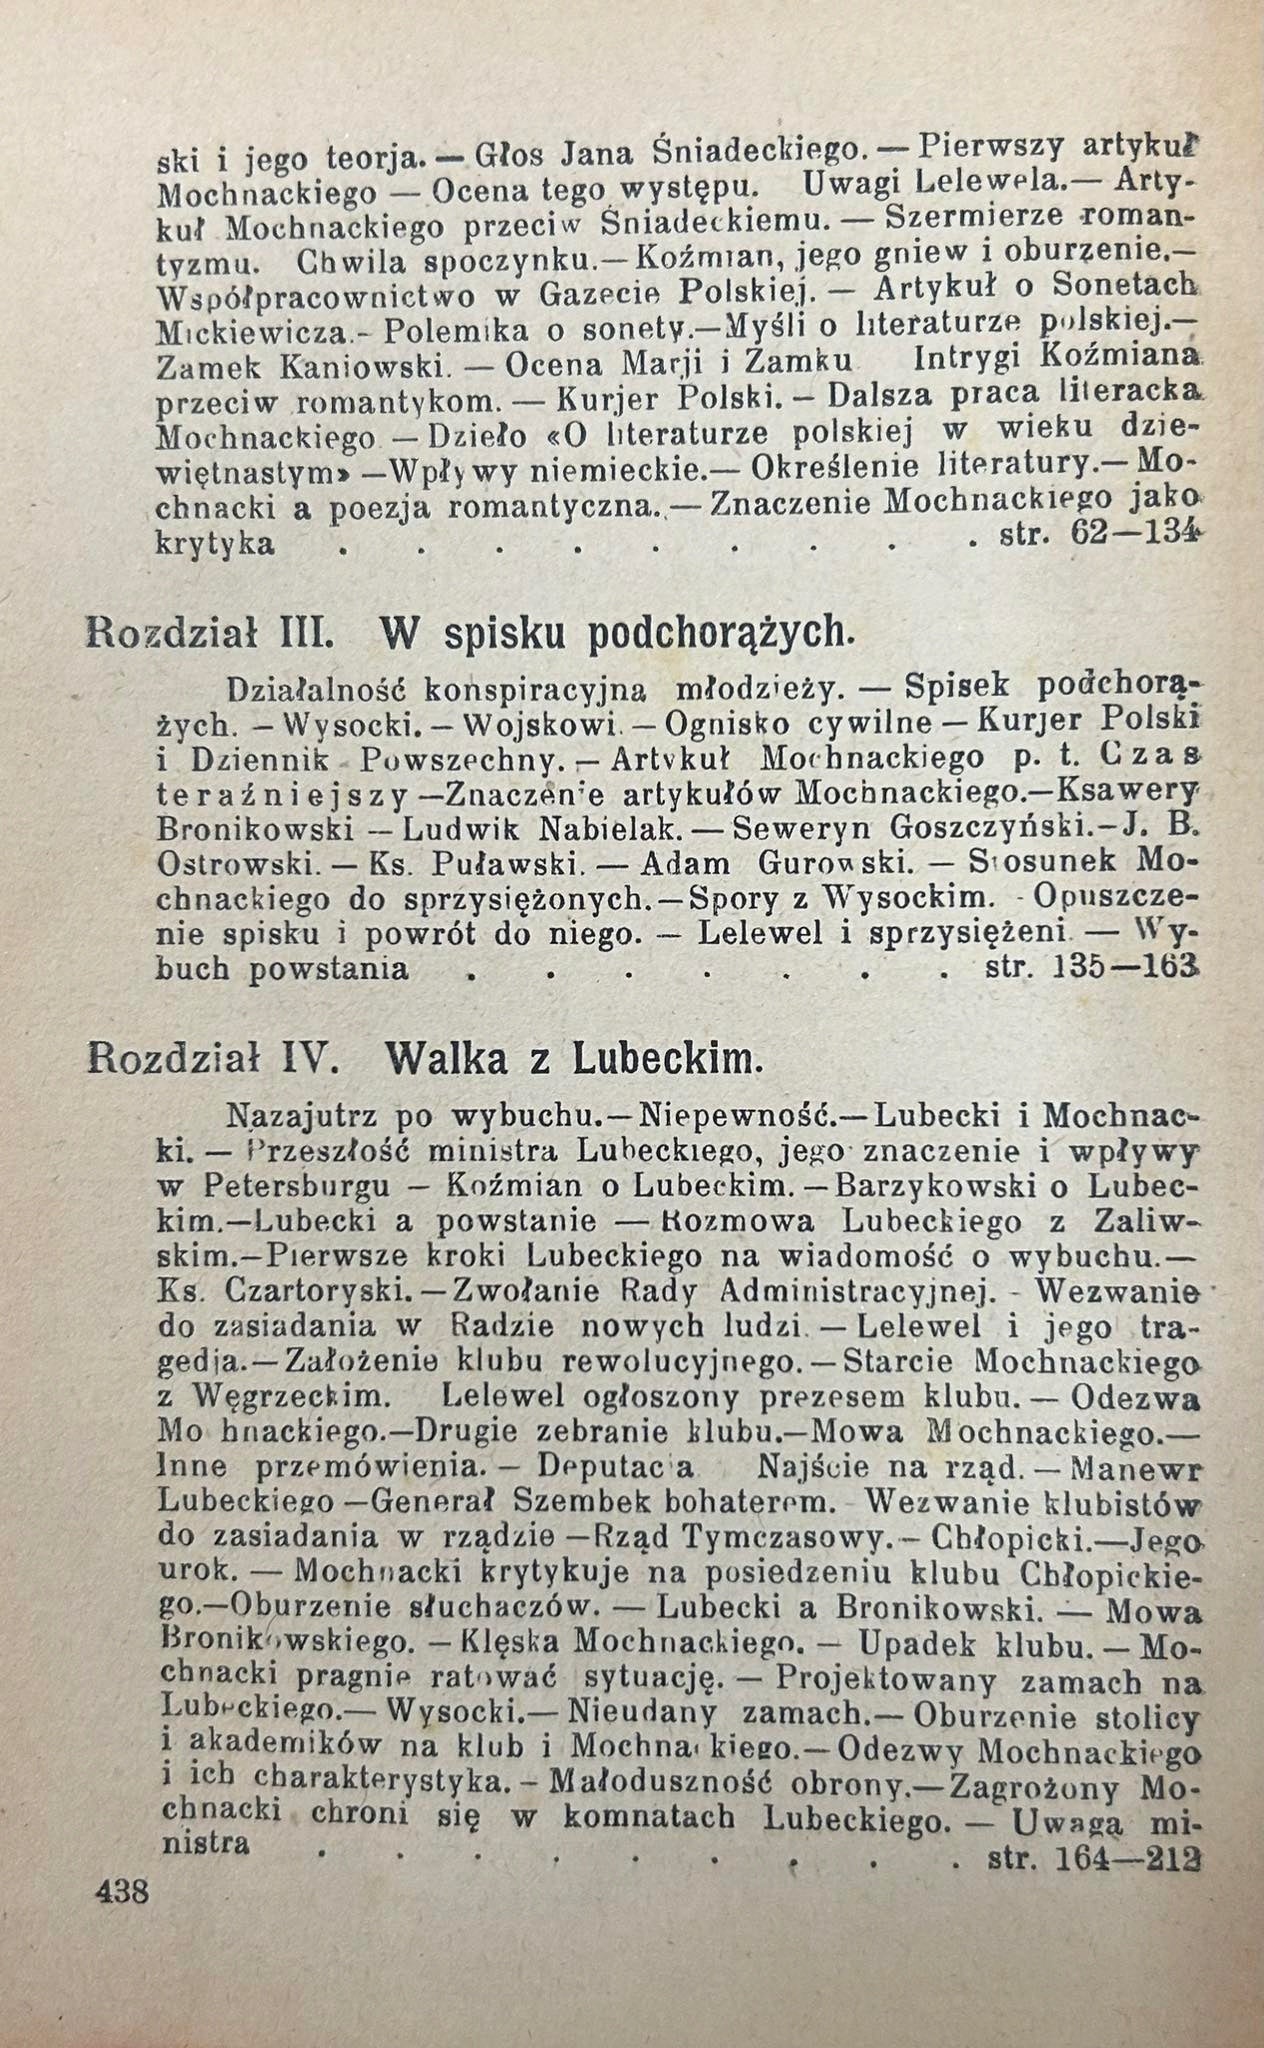 ski i jego teorja. — Głos Jana Śniadeckiego. — Pierwszy artykuł
Mochnackiego — Ocena tego występu. Uwagi Lelewela.— Arty-
kuł Mochnackiego przeciw Śniadeckiemu. — Szermierze roman-
tyzmu. Chwila spoczynku.— Koźmian, jego gniew i oburzenie.—
Współpracownictwo w Gazecie Polskiej. — Artykuł o Sonetach
Mickiewicza.- Polemika o sonety.—Myśli o literaturze polskiej.—
Zamek Kaniowski. — Ocena Marji i Zamku Intrygi Koźmiana
przeciw romantykom. — Kurjer Polski. — Dalsza praca literacka
Mochnackiego — Dzieło «O literaturze polskiej w wieku dzie-
więtnastym» —Wpływy niemieckie.— Określenie literatury.— Mo-
chnacki a poezja romantyczna.— Znaczenie Mochnackiego jako
krytyka . . . . . . . . . str. 62—134
Rozdział III. W spisku podchorążych.
Działalność konspiracyjna młodzieży. — Spisek podchorą-
żych. — Wysocki. — Wojskowi. — Ognisko cywilne — Kurjer Polski
i Dziennik Powszechny. — Artykuł Mochnackiego p. t. Czas
teraźniejszy—Znaczenie artykułów Mochnackiego.—Ksawery
Bronikowski — Ludwik Nabielak. — Seweryn Goszczyński.—J. B.
Ostrowski. — Ks. Puławski. — Adam Gurowski. — Stosunek Mo-
chnackiego do sprzysiężonych. — Spory z Wysockim. - Opuszcze-
nie spisku i powrót do niego. — Lelewel i sprzysiężeni — Wy-
buch powstania . . . . . . . str. 135—163
Rozdział IV. Walka z Lubeckim.
Nazajutrz po wybuchu.—Niepewność.—Lubecki i Mochnac-
ki. — Przeszłość ministra Lubeckiego, jego znaczenie i wpływy
w Petersburgu — Koźmian o Lubeckim. — Barzykowski o Lubec-
kim.—Lubecki a powstanie — Rozmowa Lubeckiego z Zaliw-
skim.—Pierwsze kroki Lubeckiego na wiadomość o wybuchu.—
Ks. Czartoryski. — Zwołanie Rady Administracyjnej. - Wezwanie
do zasiadania w Radzie nowych ludzi. — Lelewel i jego tra-
gedja.— Założenie klubu rewolucyjnego. — Starcie Mochnackiego
z Węgrzeckim. Lelewel ogłoszony prezesem klubu. — Odezwa
Mochnackiego.—Drugie zebranie klubu.—Mowa Mochnackiego.—
Inne przemówienia. — Deputacja Najście na rząd. — Manewr
Lubeckiego —Generał Szembek bohaterem. - Wezwanie klubistów
do zasiadania w rządzie —Rząd Tymczasowy.— Chłopicki.—Jego
urok. — Mochnacki krytykuje na posiedzeniu klubu Chłopickie-
go.—Oburzenie słuchaczów. — Lubecki a Bronikowski. — Mowa
Bronikowskiego. — Klęska Mochnackiego. — Upadek klubu. — Mo-
chnacki pragnie ratować sytuację. — Projektowany zamach na
Lubeckiego.— Wysocki.— Nieudany zamach.— Oburzenie stolicy
i akademików na klub i Mochnackiego.— Odezwy Mochnackiego
i ich charakterystyka. — Małoduszność obrony.—Zagrożony Mo-
chnacki chroni się w komnatach Lubeckiego. — Uwaga mi-
nistra . . . . . . . . . str. 164—212
438